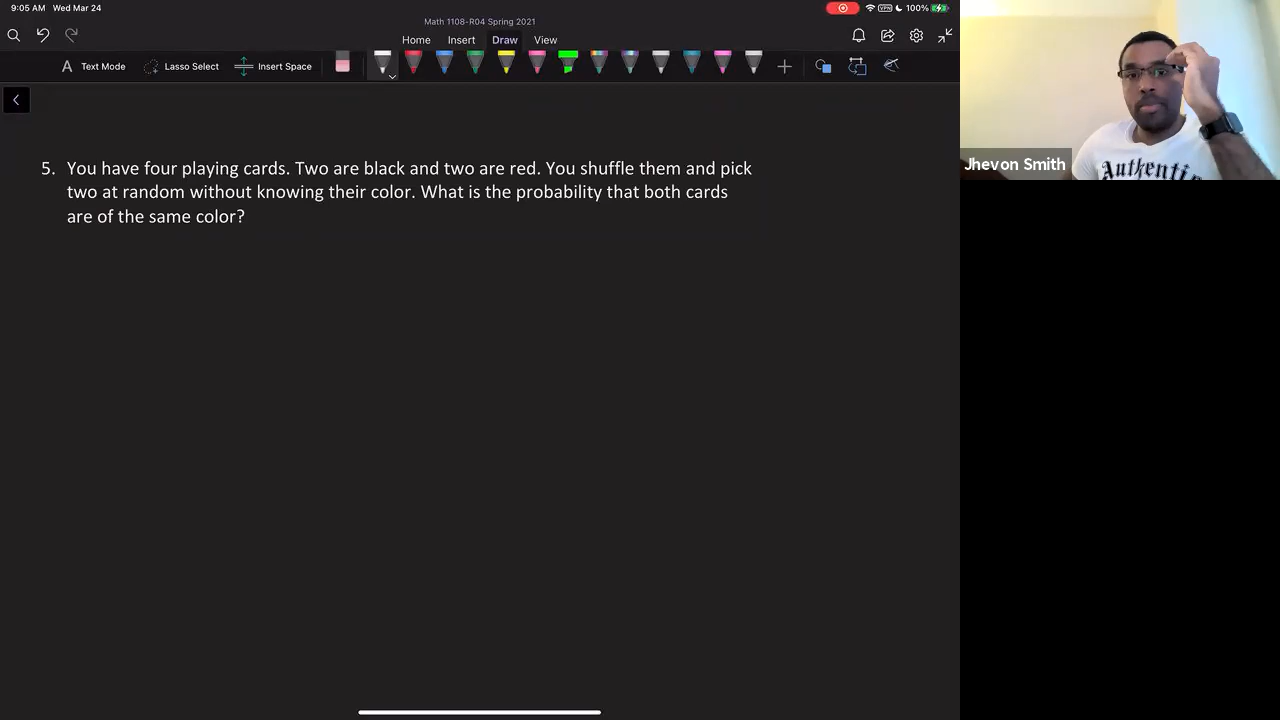 9:05 AM Wed Mar 24
VPN 100%
Math 1108-R04 Spring 2021
Home Insert Draw View
A Text Mode Lasso Select Insert Space
5. You have four playing cards. Two are black and two are red. You shuffle them and pick
two at random without knowing their color. What is the probability that both cards
are of the same color?
Jhevon Smith
Authentic